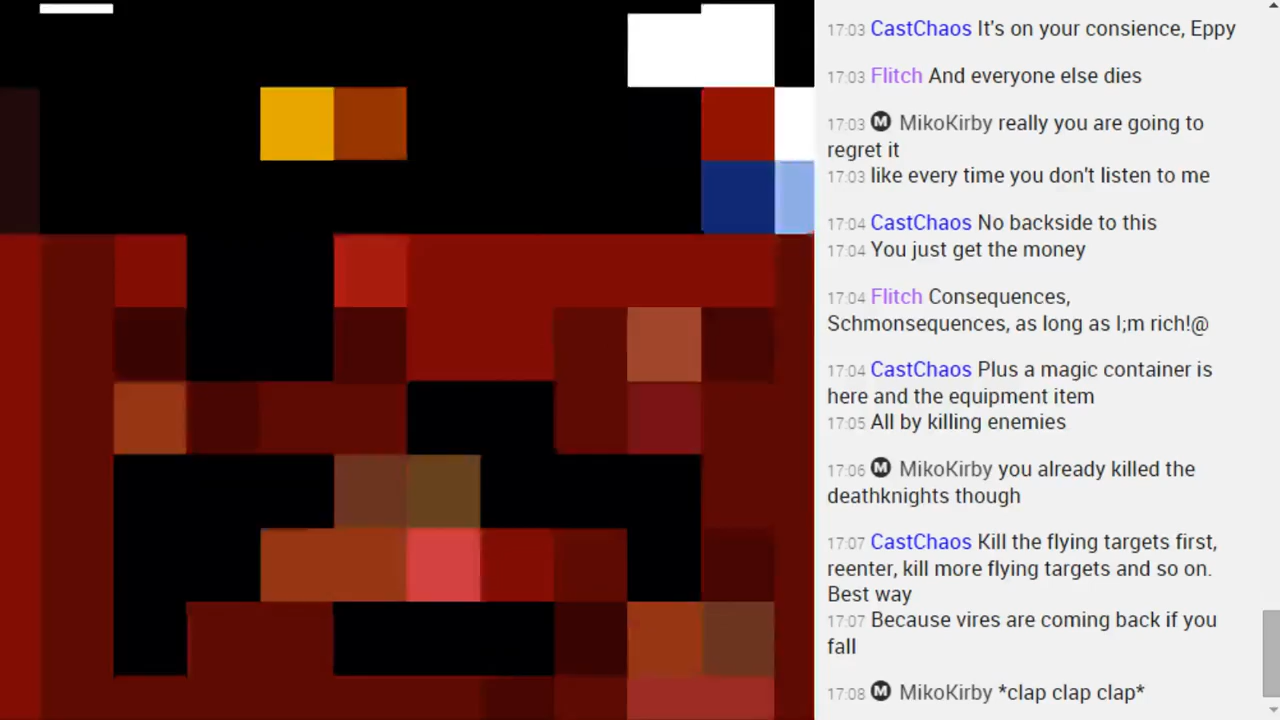 17:03 CastChaos It's on your consience, Eppy
17:03 Flitch And everyone else dies
17:03 M MikoKirby really you are going to
regret it
17:03 like every time you don't listen to me
17:04 CastChaos No backside to this
17:04 You just get the money
17:04 Flitch Consequences,
Schmonsequences, as long as I;m rich!@
17:04 CastChaos Plus a magic container is
here and the equipment item
17:05 All by killing enemies
17:06 M MikoKirby you already killed the
deathknights though
17:07 CastChaos Kill the flying targets first,
reenter, kill more flying targets and so on.
Best way
17:07 Because vires are coming back if you
fall
17:08 M MikoKirby *clap clap clap*